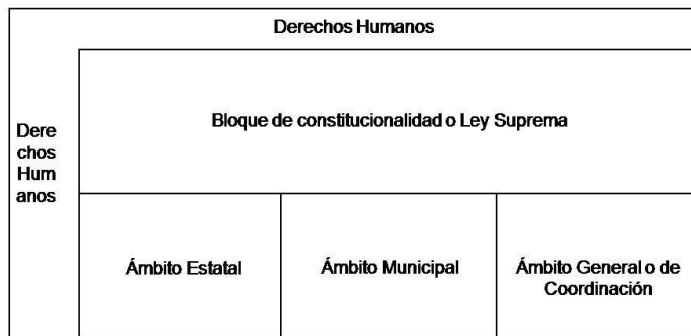 Derechos Humanos
Dere
chos
Hum
anos
Bloque de constitucionalidad o Ley Suprema
Ámbito Estatal
Ámbito Municipal
Ámbito General o de
Coordinación